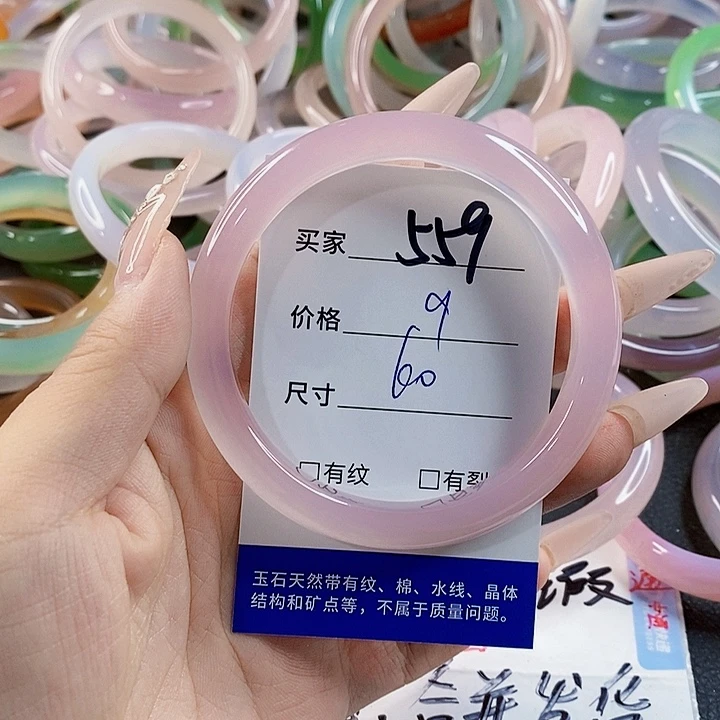 买家 559
价格 9
尺寸 60
□有纹 □有裂
玉石天然带有纹、棉、水线、晶体
结构和矿点等，不属于质量问题。